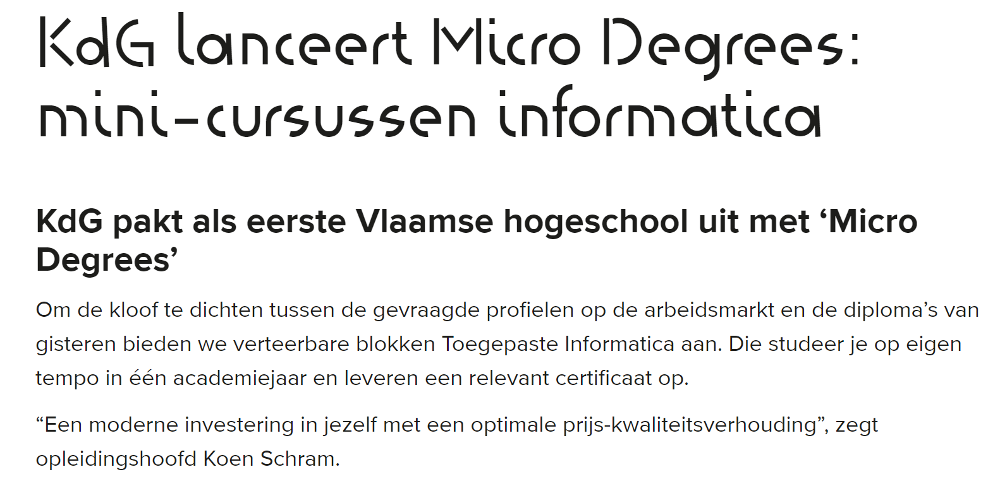 KdG lanceert Micro Degrees:
mini-cursussen informatica
KdG pakt als eerste Vlaamse hogeschool uit met ‘Micro
Degrees’
Om de kloof te dichten tussen de gevraagde profielen op de arbeidsmarkt en de diploma’s van
gisteren bieden we verteerbare blokken Toegepaste Informatica aan. Die studeer je op eigen
tempo in één academiejaar en leveren een relevant certificaat op.
“Een moderne investering in jezelf met een optimale prijs-kwaliteitsverhouding”, zegt
opleidingshoofd Koen Schram.